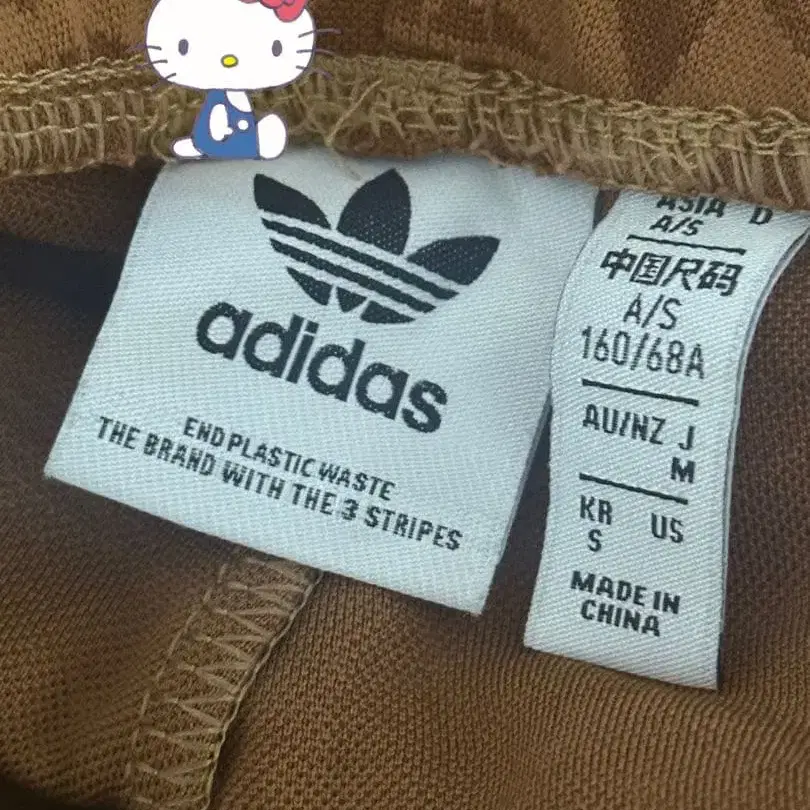 adidas
END PLASTIC WASTE
THE BRAND WITH THE 3 STRIPES
ASIA D
A/S
中国尺码
A/S
160/68A
AU/NZ J
M
KR US
S
MADE IN
CHINA